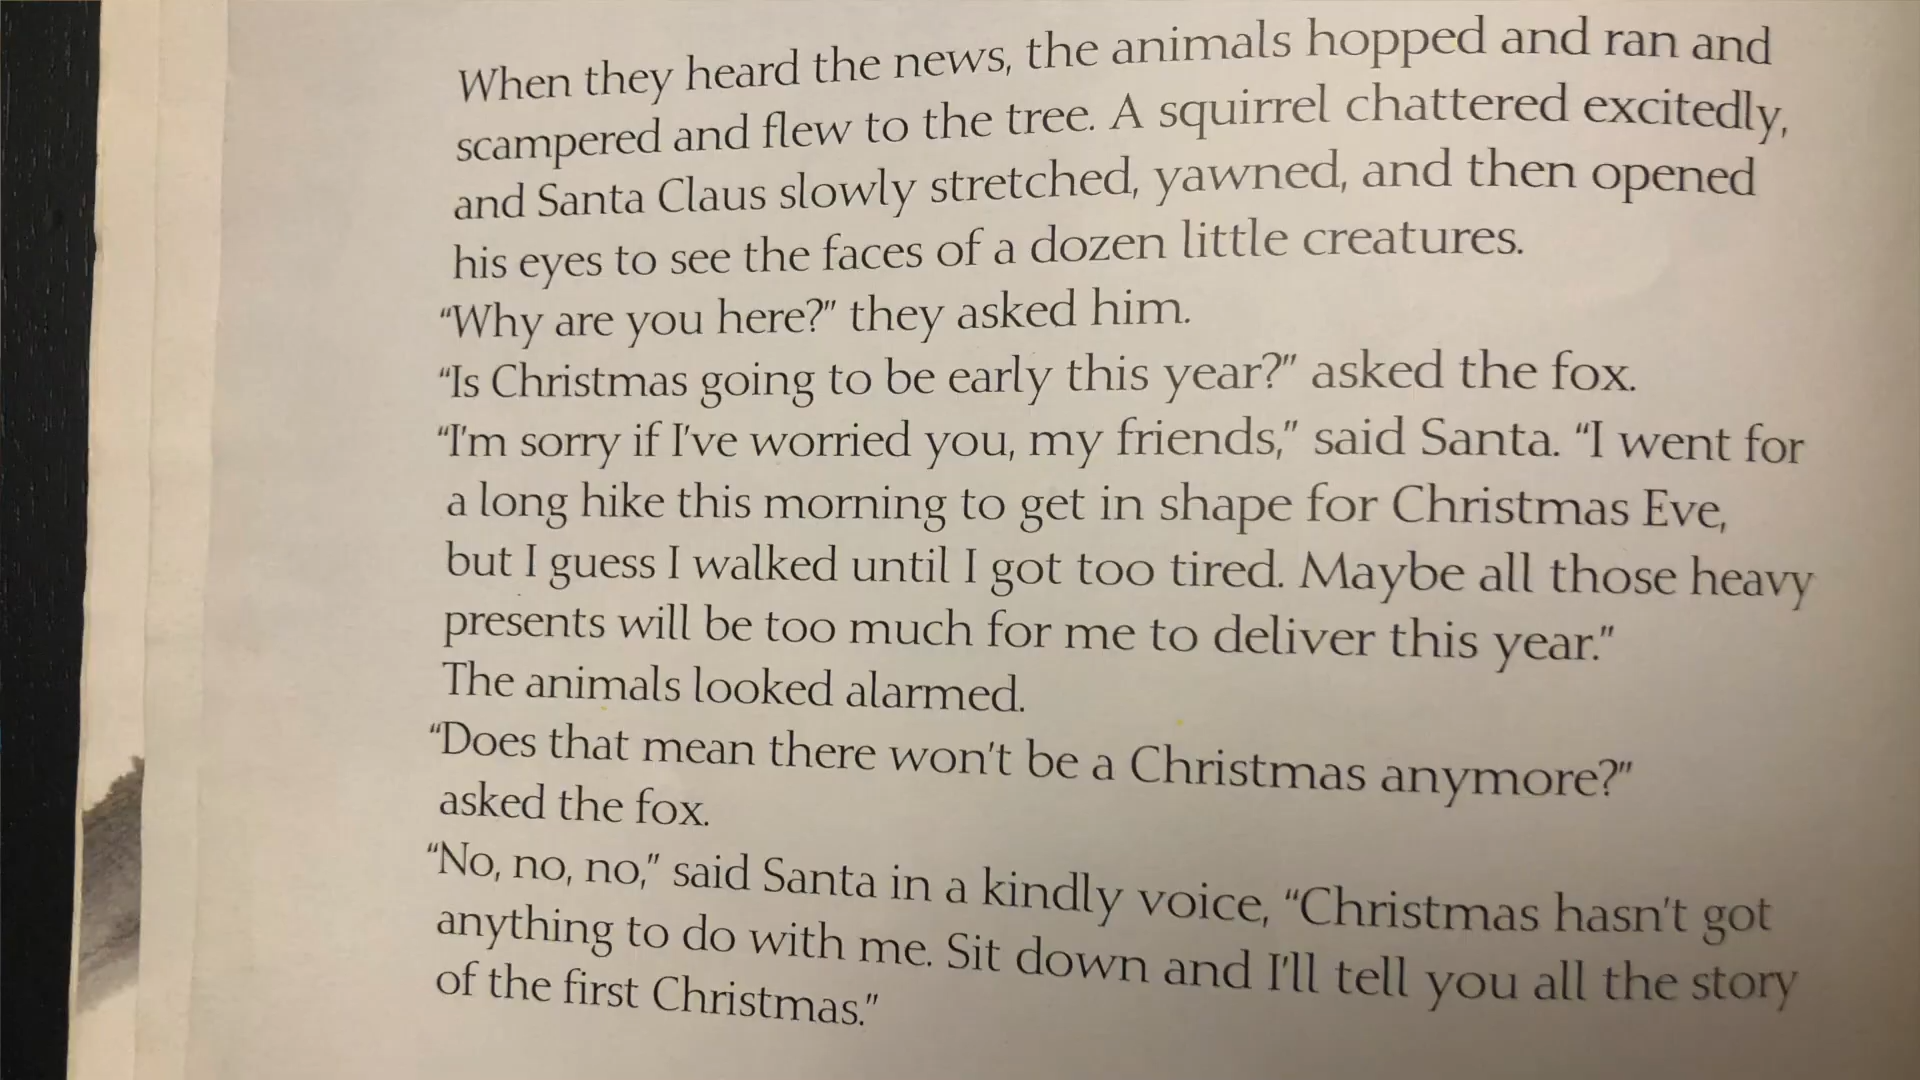 When they heard the news, the animals hopped and ran and
scampered and flew to the tree. A squirrel chattered excitedly,
and Santa Claus slowly stretched, yawned, and then opened
his eyes to see the faces of a dozen little creatures.
“Why are you here?” they asked him.
“Is Christmas going to be early this year?” asked the fox.
“I'm sorry if I've worried you, my friends,” said Santa. “I went for
a long hike this morning to get in shape for Christmas Eve,
but I guess I walked until I got too tired. Maybe all those heavy
presents will be too much for me to deliver this year.”
The animals looked alarmed.
“Does that mean there won't be a Christmas anymore?”
asked the fox.
“No, no, no,” said Santa in a kindly voice, “Christmas hasn't got
anything to do with me. Sit down and I'll tell you all the story
of the first Christmas.”